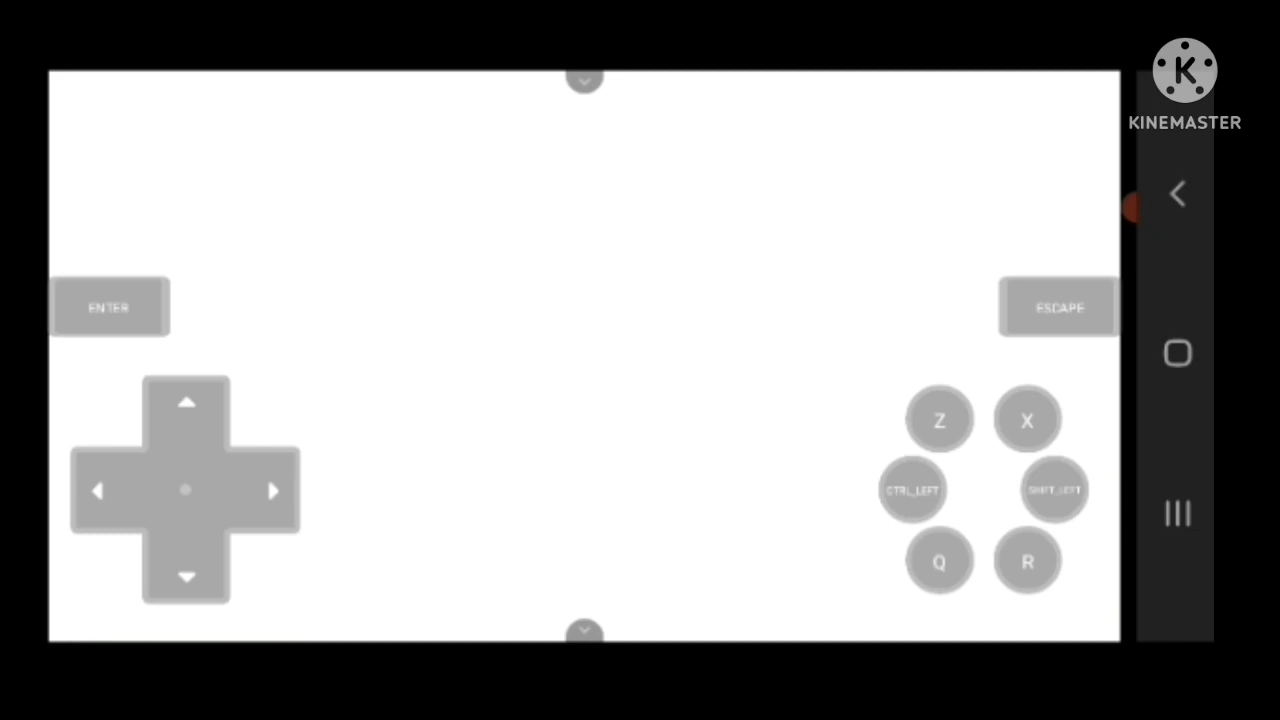 K
KINEMASTER
ENTER
ESCAPE
Z
X
CTRL_LEFT
SHIFT_LEFT
Q
R